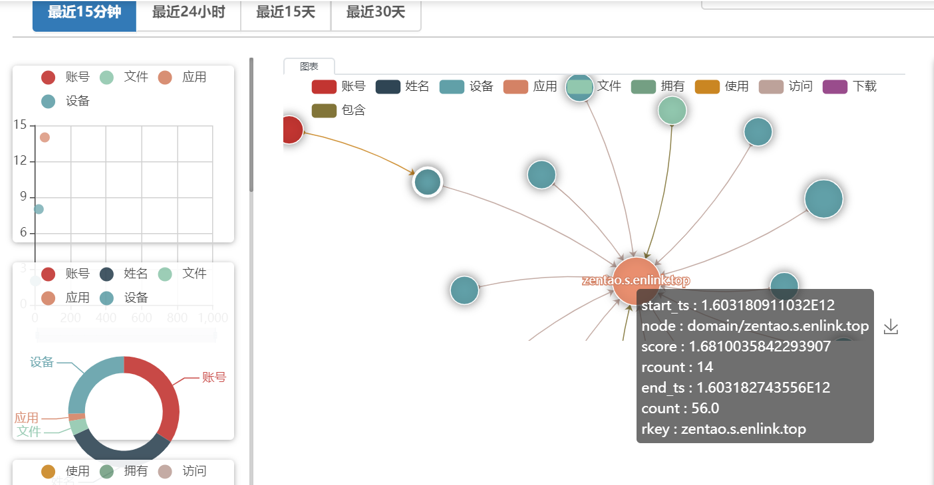 最近15分钟 最近24小时 最近15天 最近30天
账号 文件 应用
设备
15
12
9
6
3
0
0 200 400 600 800 1,000
账号 姓名 文件
应用 设备
设备
账号
应用
文件
使用 拥有 访问
图表
账号 姓名 设备 应用 文件 拥有 使用 访问 下载
包含
zentao.s.enlink.top
start_ts : 1.603180911032E12
node : domain/zentao.s.enlink.top
score : 1.6810035842293907
rcount : 14
end_ts : 1.603182743556E12
count : 56.0
rkey : zentao.s.enlink.top